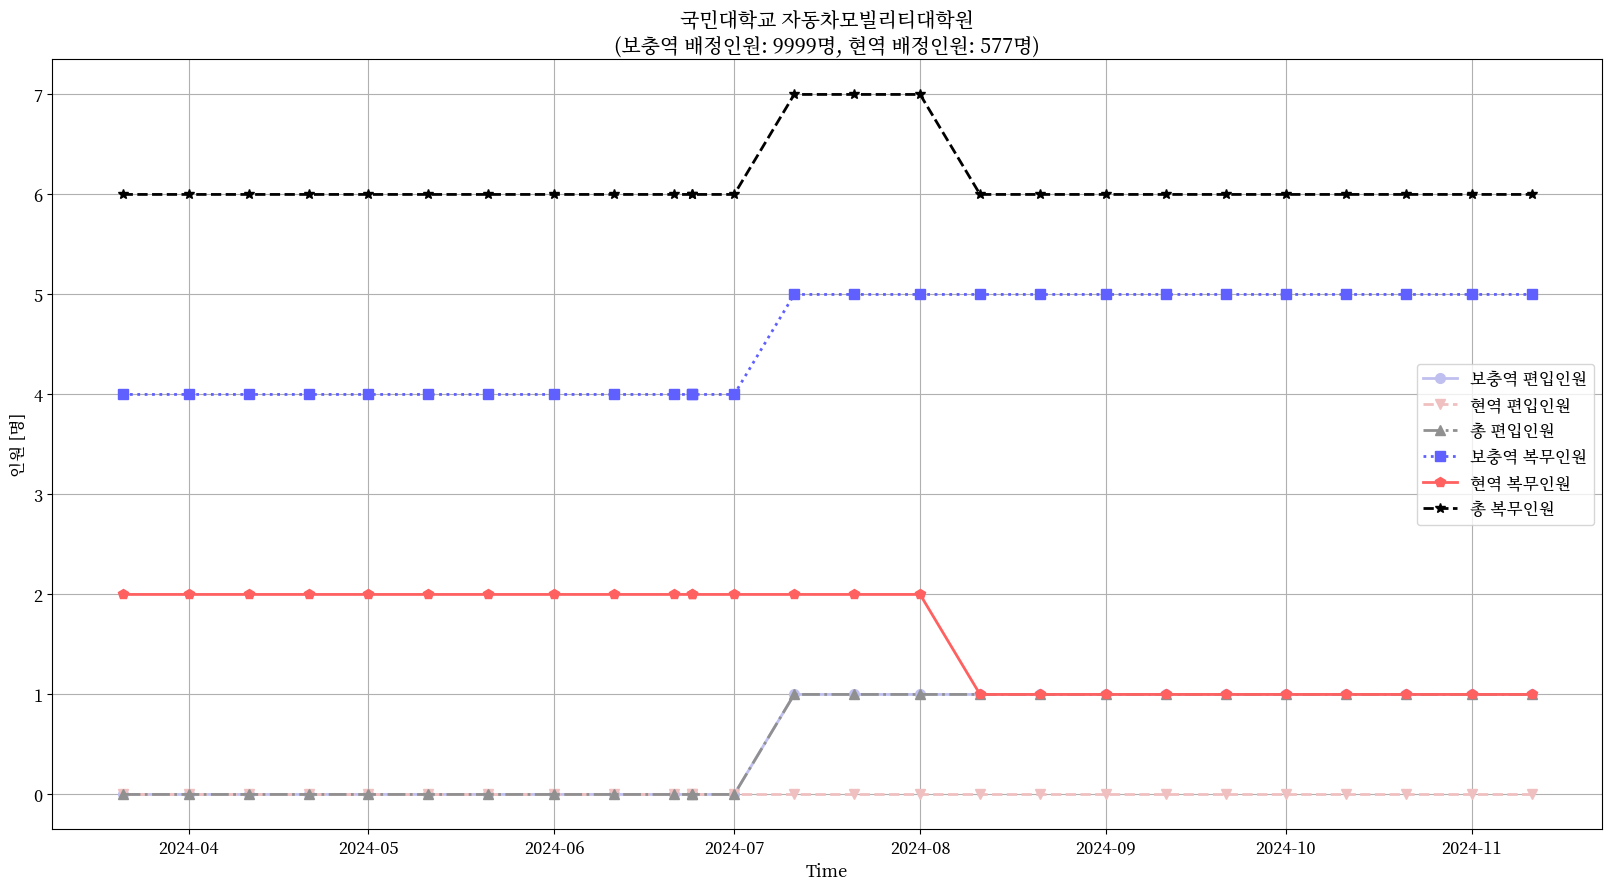 국민대학교 자동차모빌리티대학원
(보충역 배정인원: 9999명, 현역 배정인원: 577명)
인원 [명]
7
6
5
4
3
2
1
0
보충역 편입인원
현역 편입인원
총 편입인원
보충역 복무인원
현역 복무인원
총 복무인원
2024-04
2024-05
2024-06
2024-07
2024-08
2024-09
2024-10
2024-11
Time